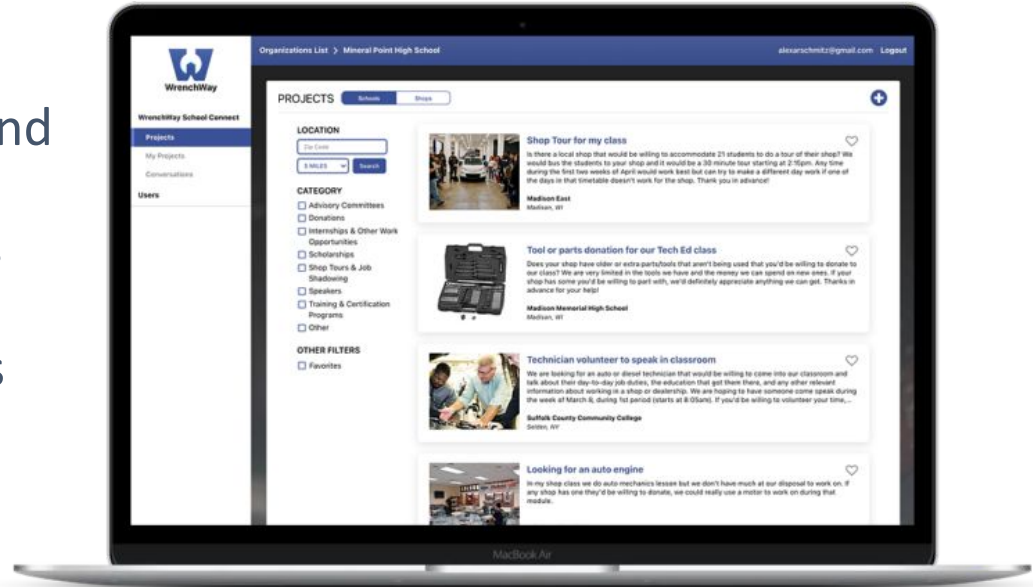 nd
s
WrenchWay
WrenchWay School Connect
Projects
My Projects
Conversations
Users
Organizations List > Mineral Point High School
alexarschmitz@gmail.com Logout
PROJECTS Schools Shops
LOCATION
Zip Code
5 MILES Search
CATEGORY
Advisory Committees
Donations
Internships & Other Work
Opportunities
Scholarships
Shop Tours & Job
Shadowing
Speakers
Training & Certification
Programs
Other
OTHER FILTERS
Favorites
Shop Tour for my class
Is there a local shop that would be willing to accommodate 21 students to do a tour of their shop? We
would bus the students to your shop and it would be a 30 minute tour starting at 2:15pm. Any time
during the first two weeks of April would work best but can try to make a different day work if one of
the days in that timetable doesn't work for the shop. Thank you in advance!
Madison East
Madison, WI
Tool or parts donation for our Tech Ed class
Does your shop have older or extra parts/tools that aren't being used that you'd be willing to donate to
our class? We are very limited in the tools we have and the money we can spend on new ones. If your
shop has some you'd be willing to part with, we'd definitely appreciate anything we can get. Thanks in
advance for your help!
Madison Memorial High School
Madison, WI
Technician volunteer to speak in classroom
We are looking for an auto or diesel technician that would be willing to come into our classroom and
talk about their day-to-day job duties, the education that got them there, and any other relevant
information about working in a shop or dealership. We are hoping to have someone come speak during
the week of March 6, during 1st period (starts at 8:05am). If you'd be willing to volunteer your time,...
Suffolk County Community College
Selden, NY
Looking for an auto engine
In my shop class we do auto mechanics lesson but we don't have much at our disposal to work on. If
any shop has one they'd be willing to donate, we could really use a motor to work on during that
module.
MacBook Air